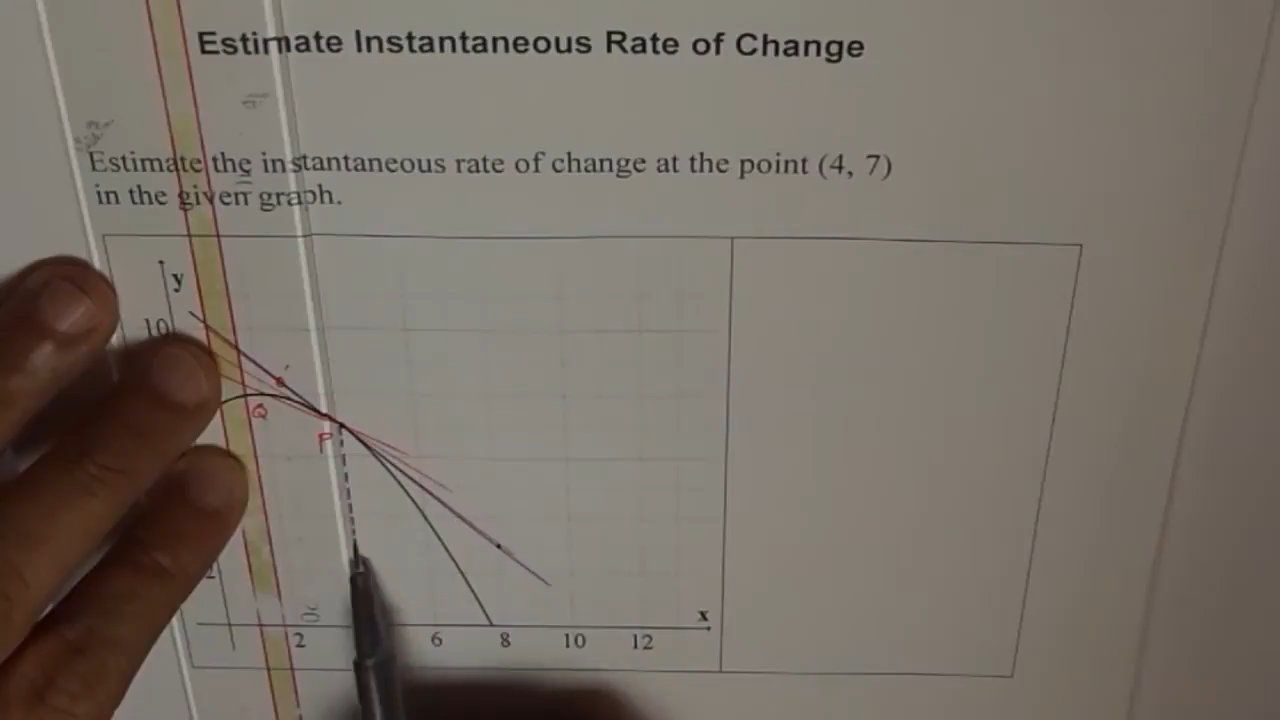 Estimate Instantaneous Rate of Change
Estimate the instantaneous rate of change at the point (4, 7)
in the given graph.
y
10
Q
P
x
2 6 8 10 12